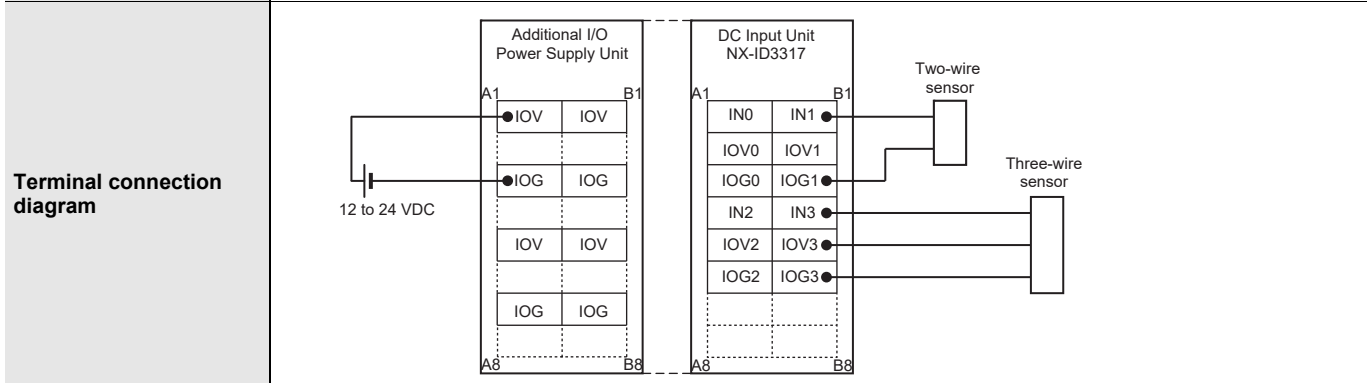 Terminal connection
diagram
Additional I/O
Power Supply Unit
A1
B1
IOV IOV
IOG IOG
IOV IOV
IOG IOG
A8
B8
12 to 24 VDC
DC Input Unit
NX-ID3317
A1
B1
IN0 IN1
IOV0 IOV1
IOG0 IOG1
IN2 IN3
IOV2 IOV3
IOG2 IOG3
A8
B8
Two-wire
sensor
Three-wire
sensor